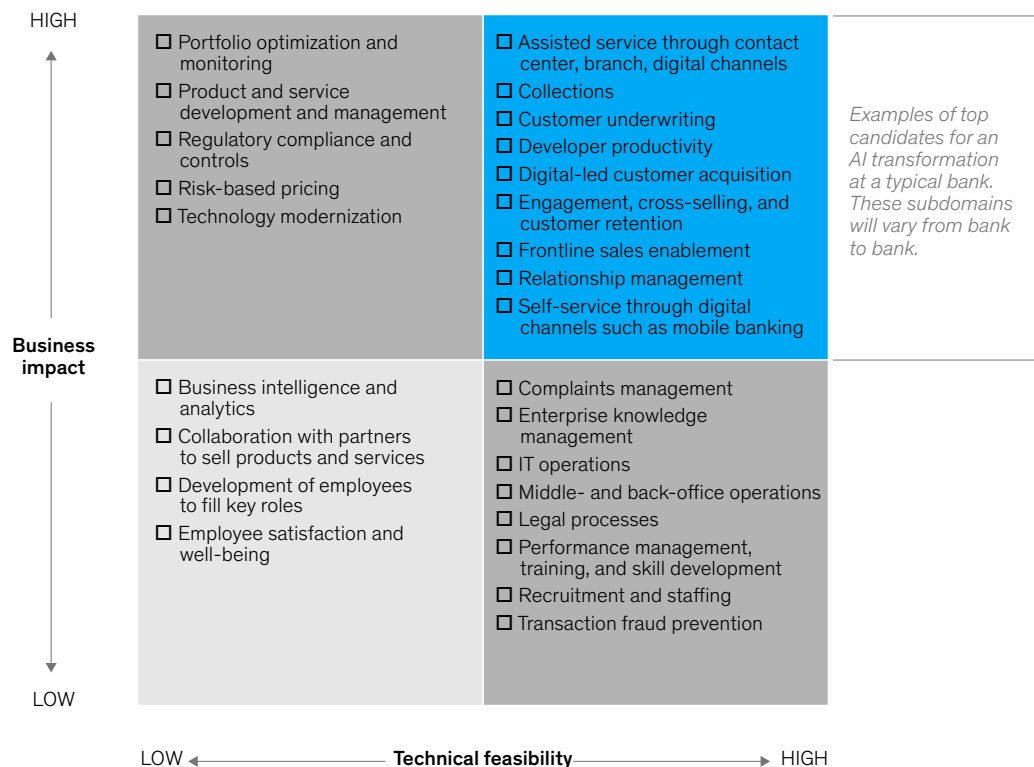 HIGH
Portfolio optimization and
monitoring
Product and service
development and management
Regulatory compliance and
controls
Risk-based pricing
Technology modernization
Assisted service through contact
center, branch, digital channels
Collections
Customer underwriting
Developer productivity
Digital-led customer acquisition
Engagement, cross-selling, and
customer retention
Frontline sales enablement
Relationship management
Self-service through digital
channels such as mobile banking
Examples of top
candidates for an
AI transformation
at a typical bank.
These subdomains
will vary from bank
to bank.
Business
impact
Business intelligence and
analytics
Collaboration with partners
to sell products and services
Development of employees
to fill key roles
Employee satisfaction and
well-being
Complaints management
Enterprise knowledge
management
IT operations
Middle- and back-office operations
Legal processes
Performance management,
training, and skill development
Recruitment and staffing
Transaction fraud prevention
LOW
LOW
Technical feasibility
HIGH